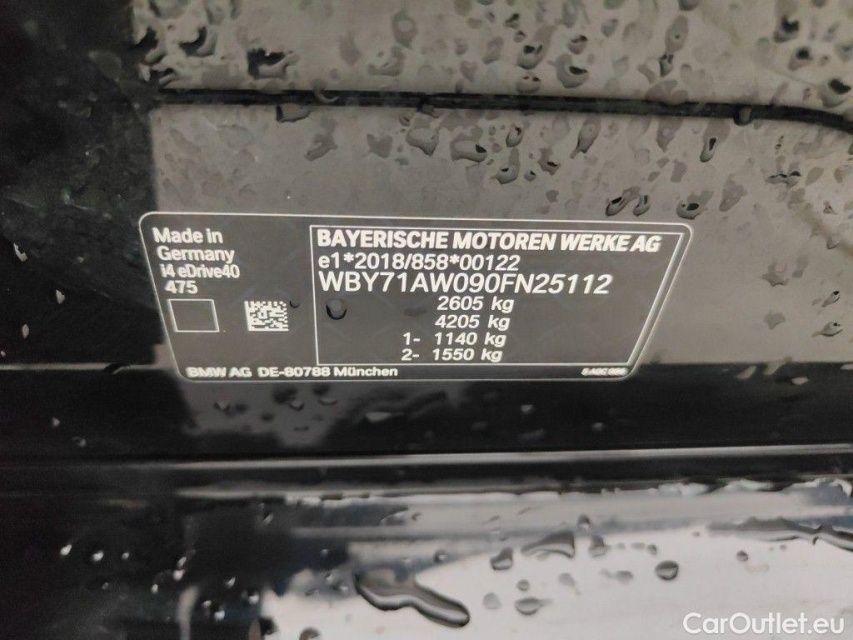 Made in
Germany
i4 eDrive40
475
BAYERISCHE MOTOREN WERKE AG
e1*2018/858*00122
WBY71AW090FN25112
2605 kg
4205 kg
1- 1140 kg
2- 1550 kg
BMW AG DE-80788 München
CarOutlet.eu